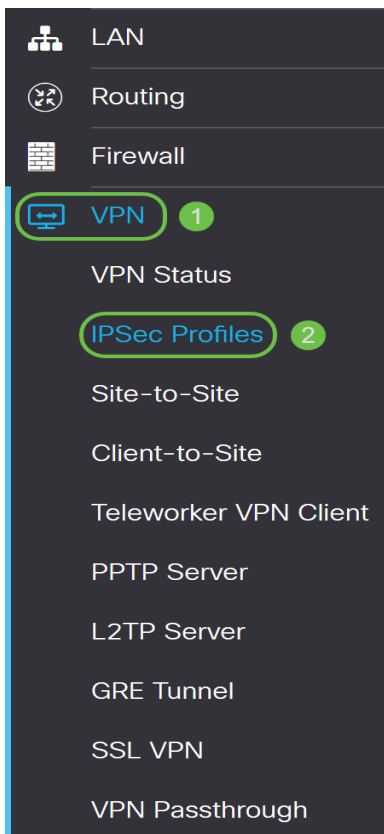 LAN
Routing
Firewall
VPN 1
VPN Status
IPSec Profiles 2
Site-to-Site
Client-to-Site
Teleworker VPN Client
PPTP Server
L2TP Server
GRE Tunnel
SSL VPN
VPN Passthrough